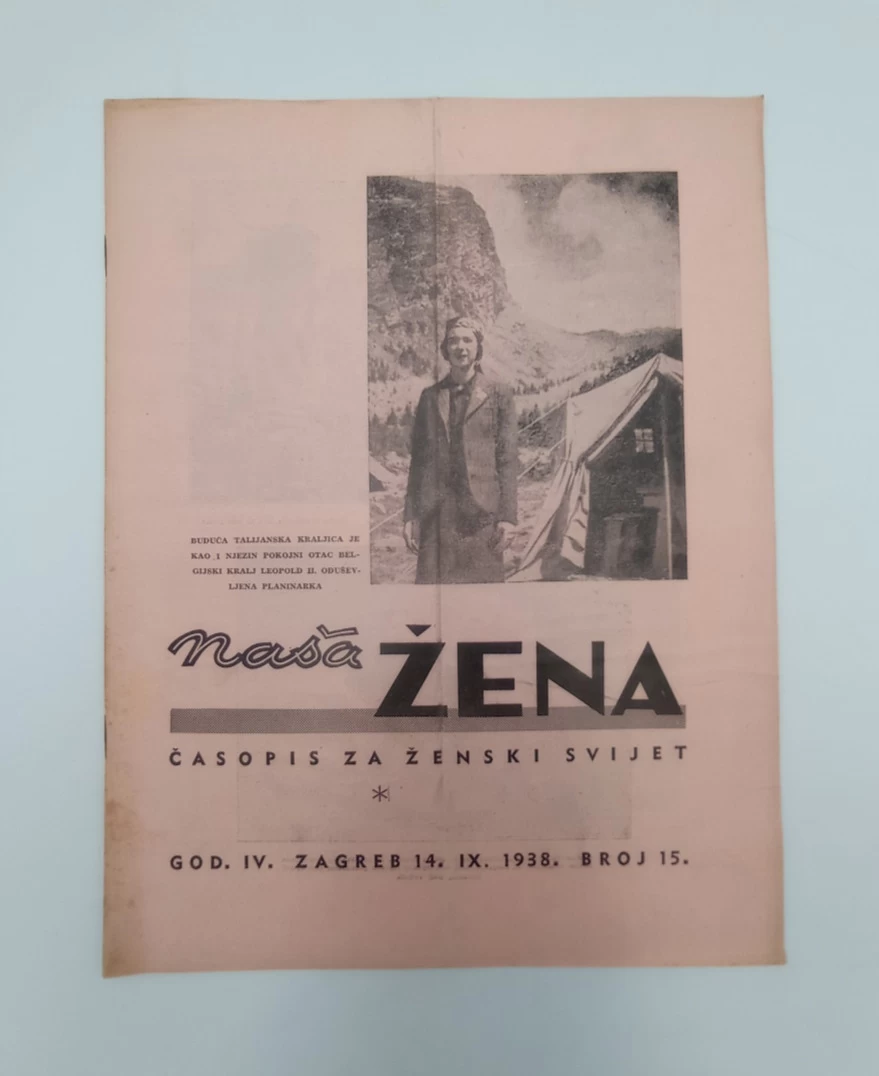 BUDUĆA TALIJANSKA KRALJICA JE
KAO I NJEZIN POKOJNI OTAC BEL-
GIJSKI KRALJ LEOPOLD II. ODUŠEV-
LJENA PLANINARKA
Naša ŽENA
ČASOPIS ZA ŽENSKI SVIJET
*
GOD. IV. ZAGREB 14. IX. 1938. BROJ 15.